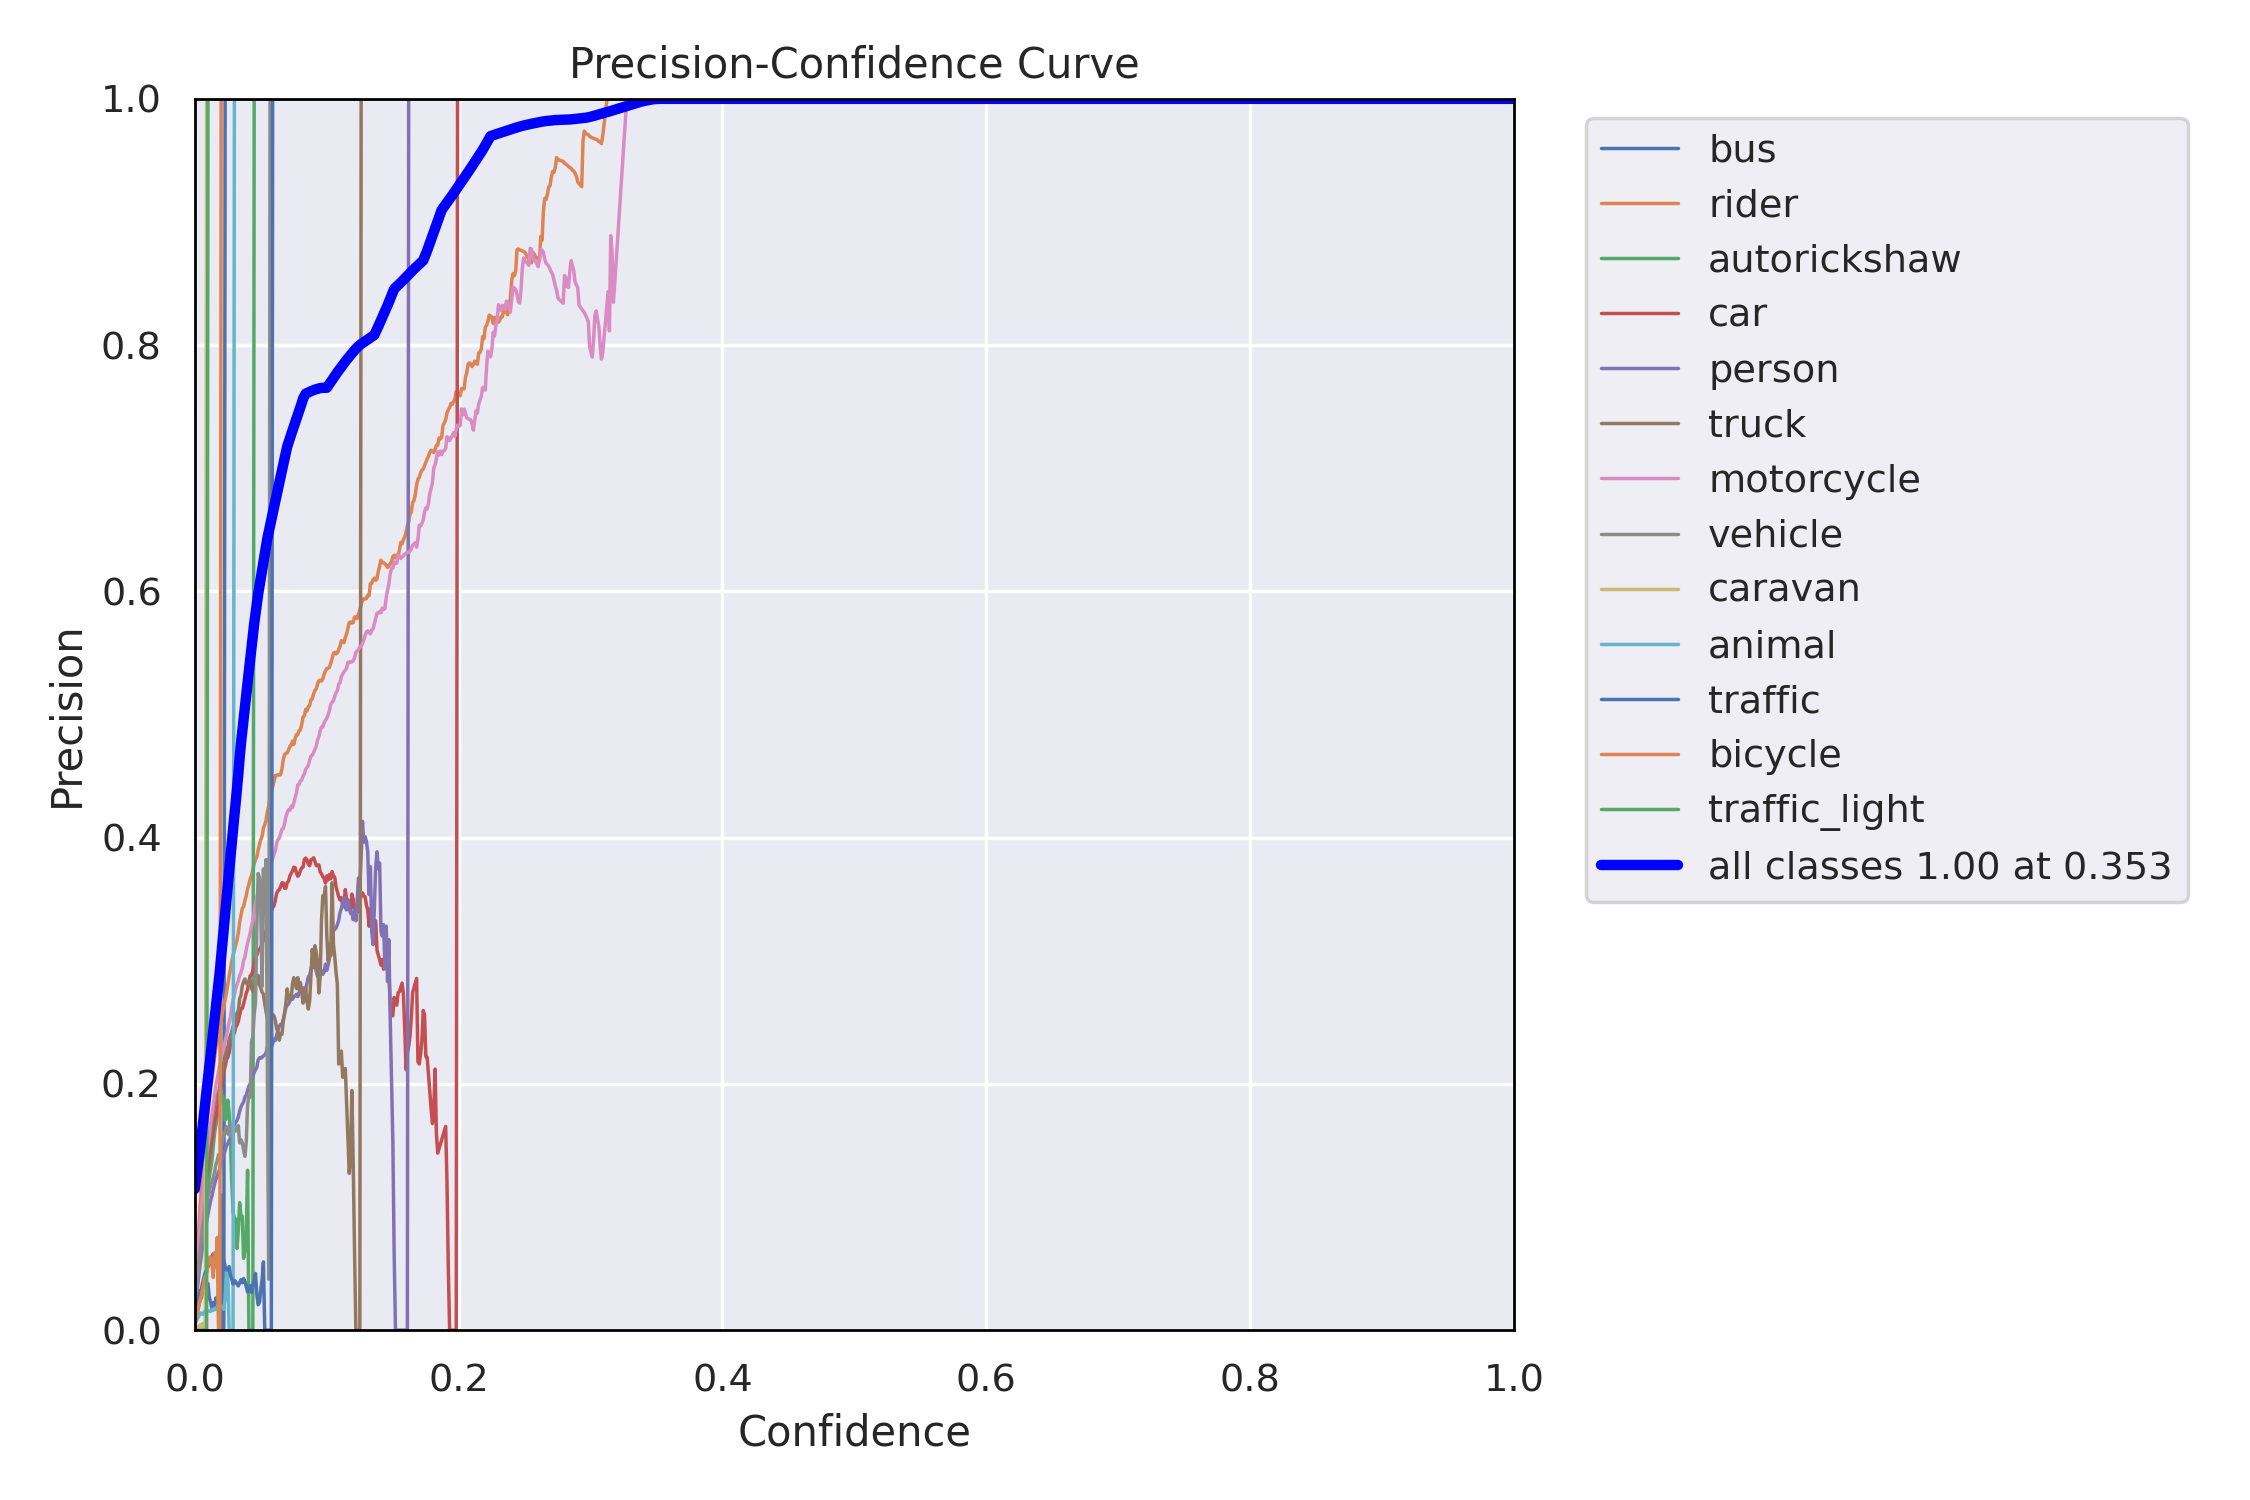 Precision-Confidence Curve
1.0
0.8
0.6
0.4
0.2
0.0
Precision
0.0 0.2 0.4 0.6 0.8 1.0
Confidence
bus
rider
autorickshaw
car
person
truck
motorcycle
vehicle
caravan
animal
traffic
bicycle
traffic_light
all classes 1.00 at 0.353